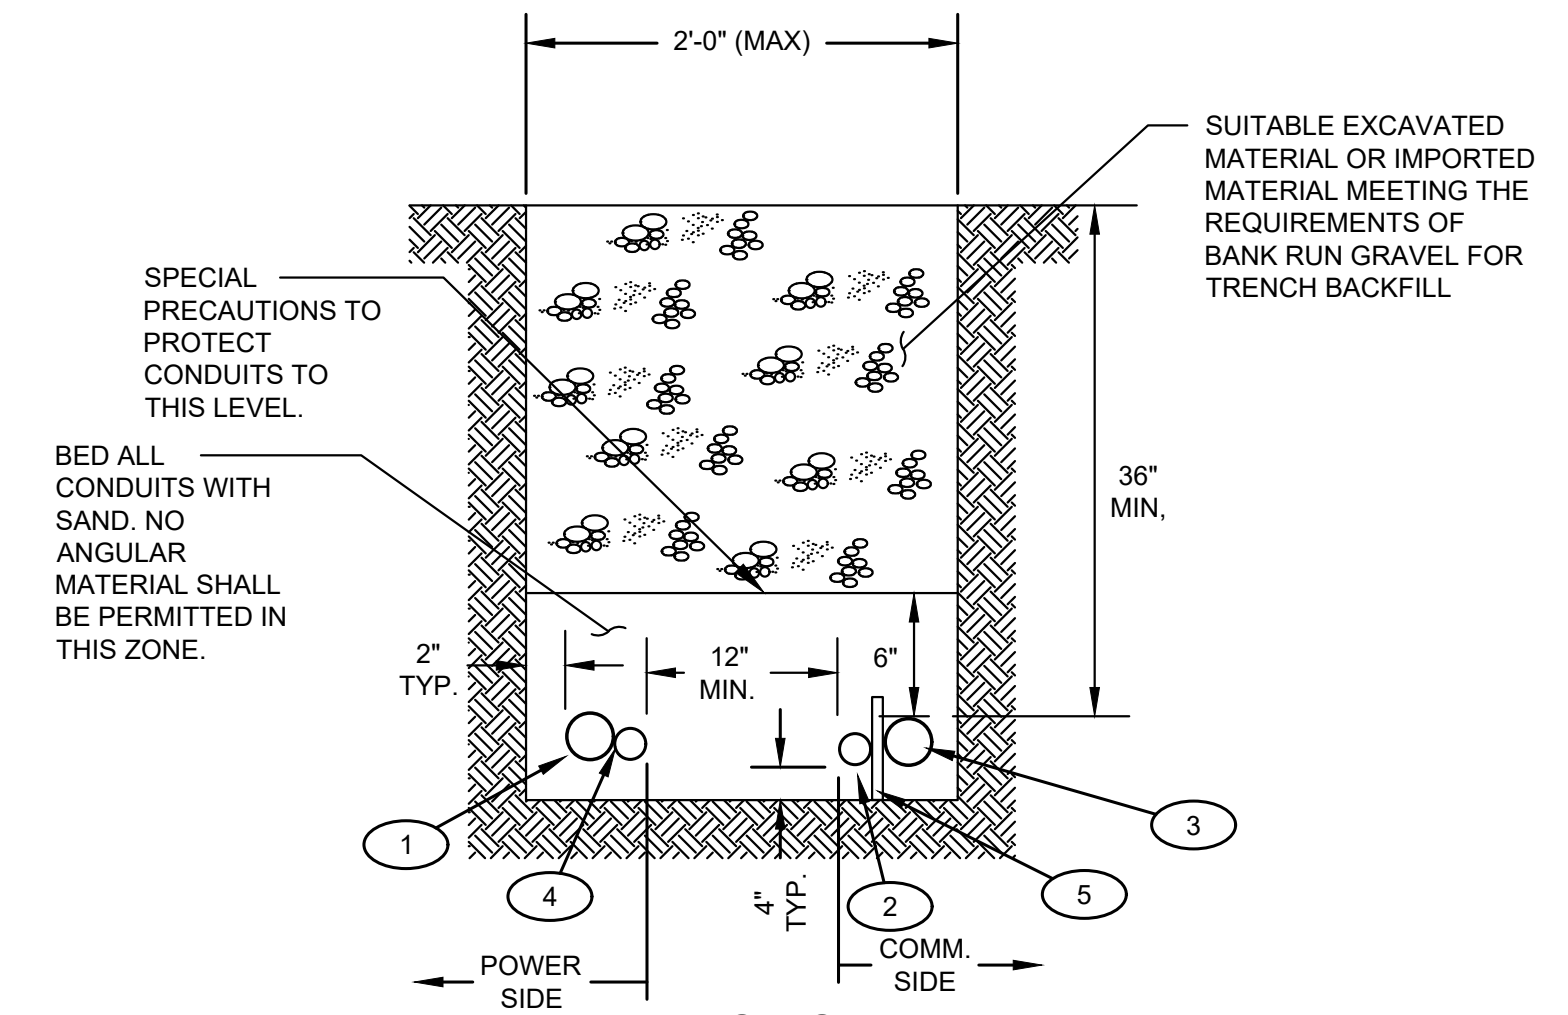 2'-0" (MAX)
SUITABLE EXCAVATED
MATERIAL OR IMPORTED
MATERIAL MEETING THE
REQUIREMENTS OF
BANK RUN GRAVEL FOR
TRENCH BACKFILL
SPECIAL
PRECAUTIONS TO
PROTECT
CONDUITS TO
THIS LEVEL.
BED ALL
CONDUITS WITH
SAND. NO
ANGULAR
MATERIAL SHALL
BE PERMITTED IN
THIS ZONE.
36"
MIN,
2"
TYP.
12"
MIN.
6"
1
4
4"
TYP.
2
5
3
POWER
SIDE
COMM.
SIDE